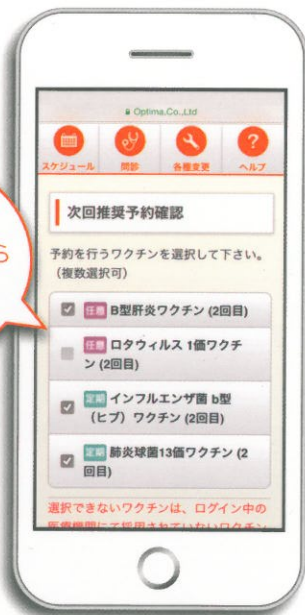 Optima.Co.,Ltd
スケジュール
問診
各種変更
ヘルプ
?
次回推奨予約確認
予約を行うワクチンを選択して下さい。
(複数選択可)
任意 B型肝炎ワクチン (2回目)
任意 ロタウィルス 1価ワクチ
ン (2回目)
定期 インフルエンザ菌 b型
(ヒブ) ワクチン (2回目)
定期 肺炎球菌13価ワクチン (2
回目)
選択できないワクチンは、ログイン中の
医療機関にて採用されていないワクチン
ら